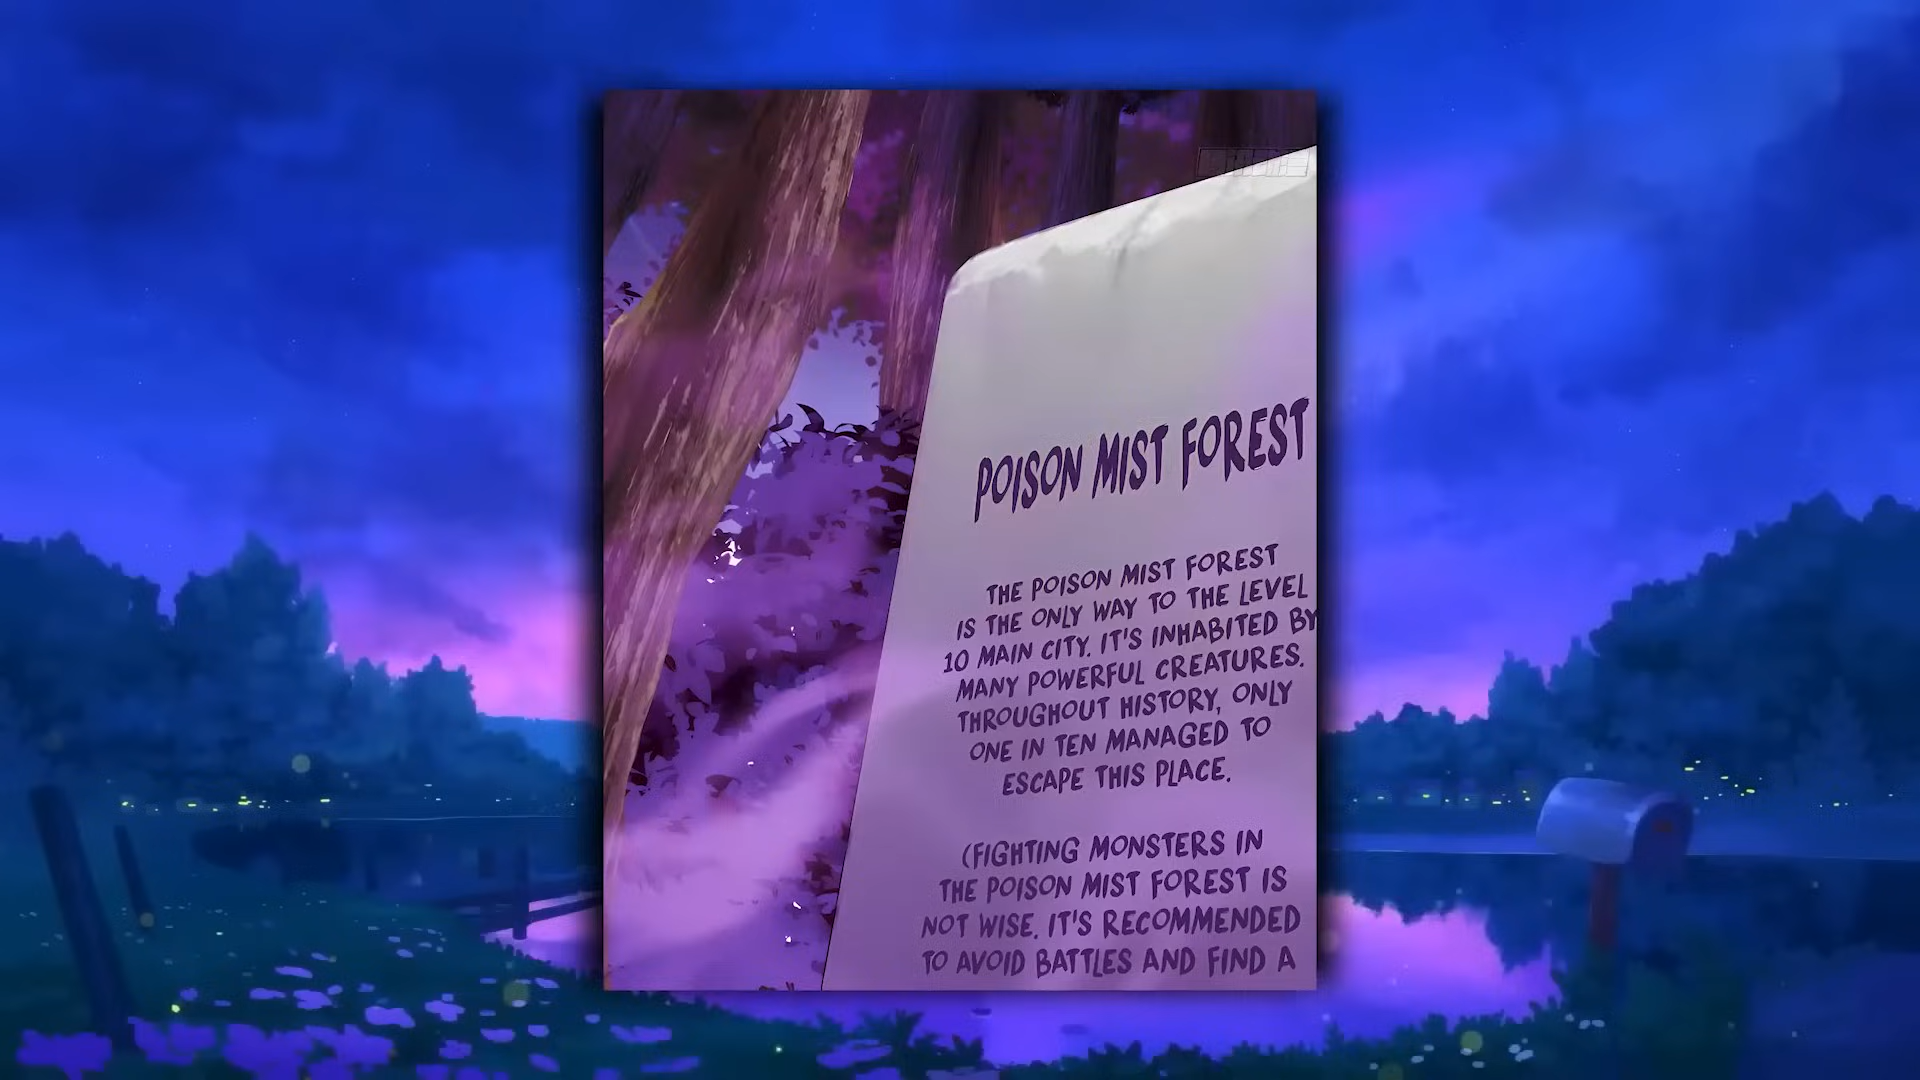 POISON MIST FOREST
THE POISON MIST FOREST
IS THE ONLY WAY TO THE LEVEL
10 MAIN CITY. IT'S INHABITED BY
MANY POWERFUL CREATURES.
THROUGHOUT HISTORY, ONLY
ONE IN TEN MANAGED TO
ESCAPE THIS PLACE.
(FIGHTING MONSTERS IN
THE POISON MIST FOREST IS
NOT WISE. IT'S RECOMMENDED
TO AVOID BATTLES AND FIND A